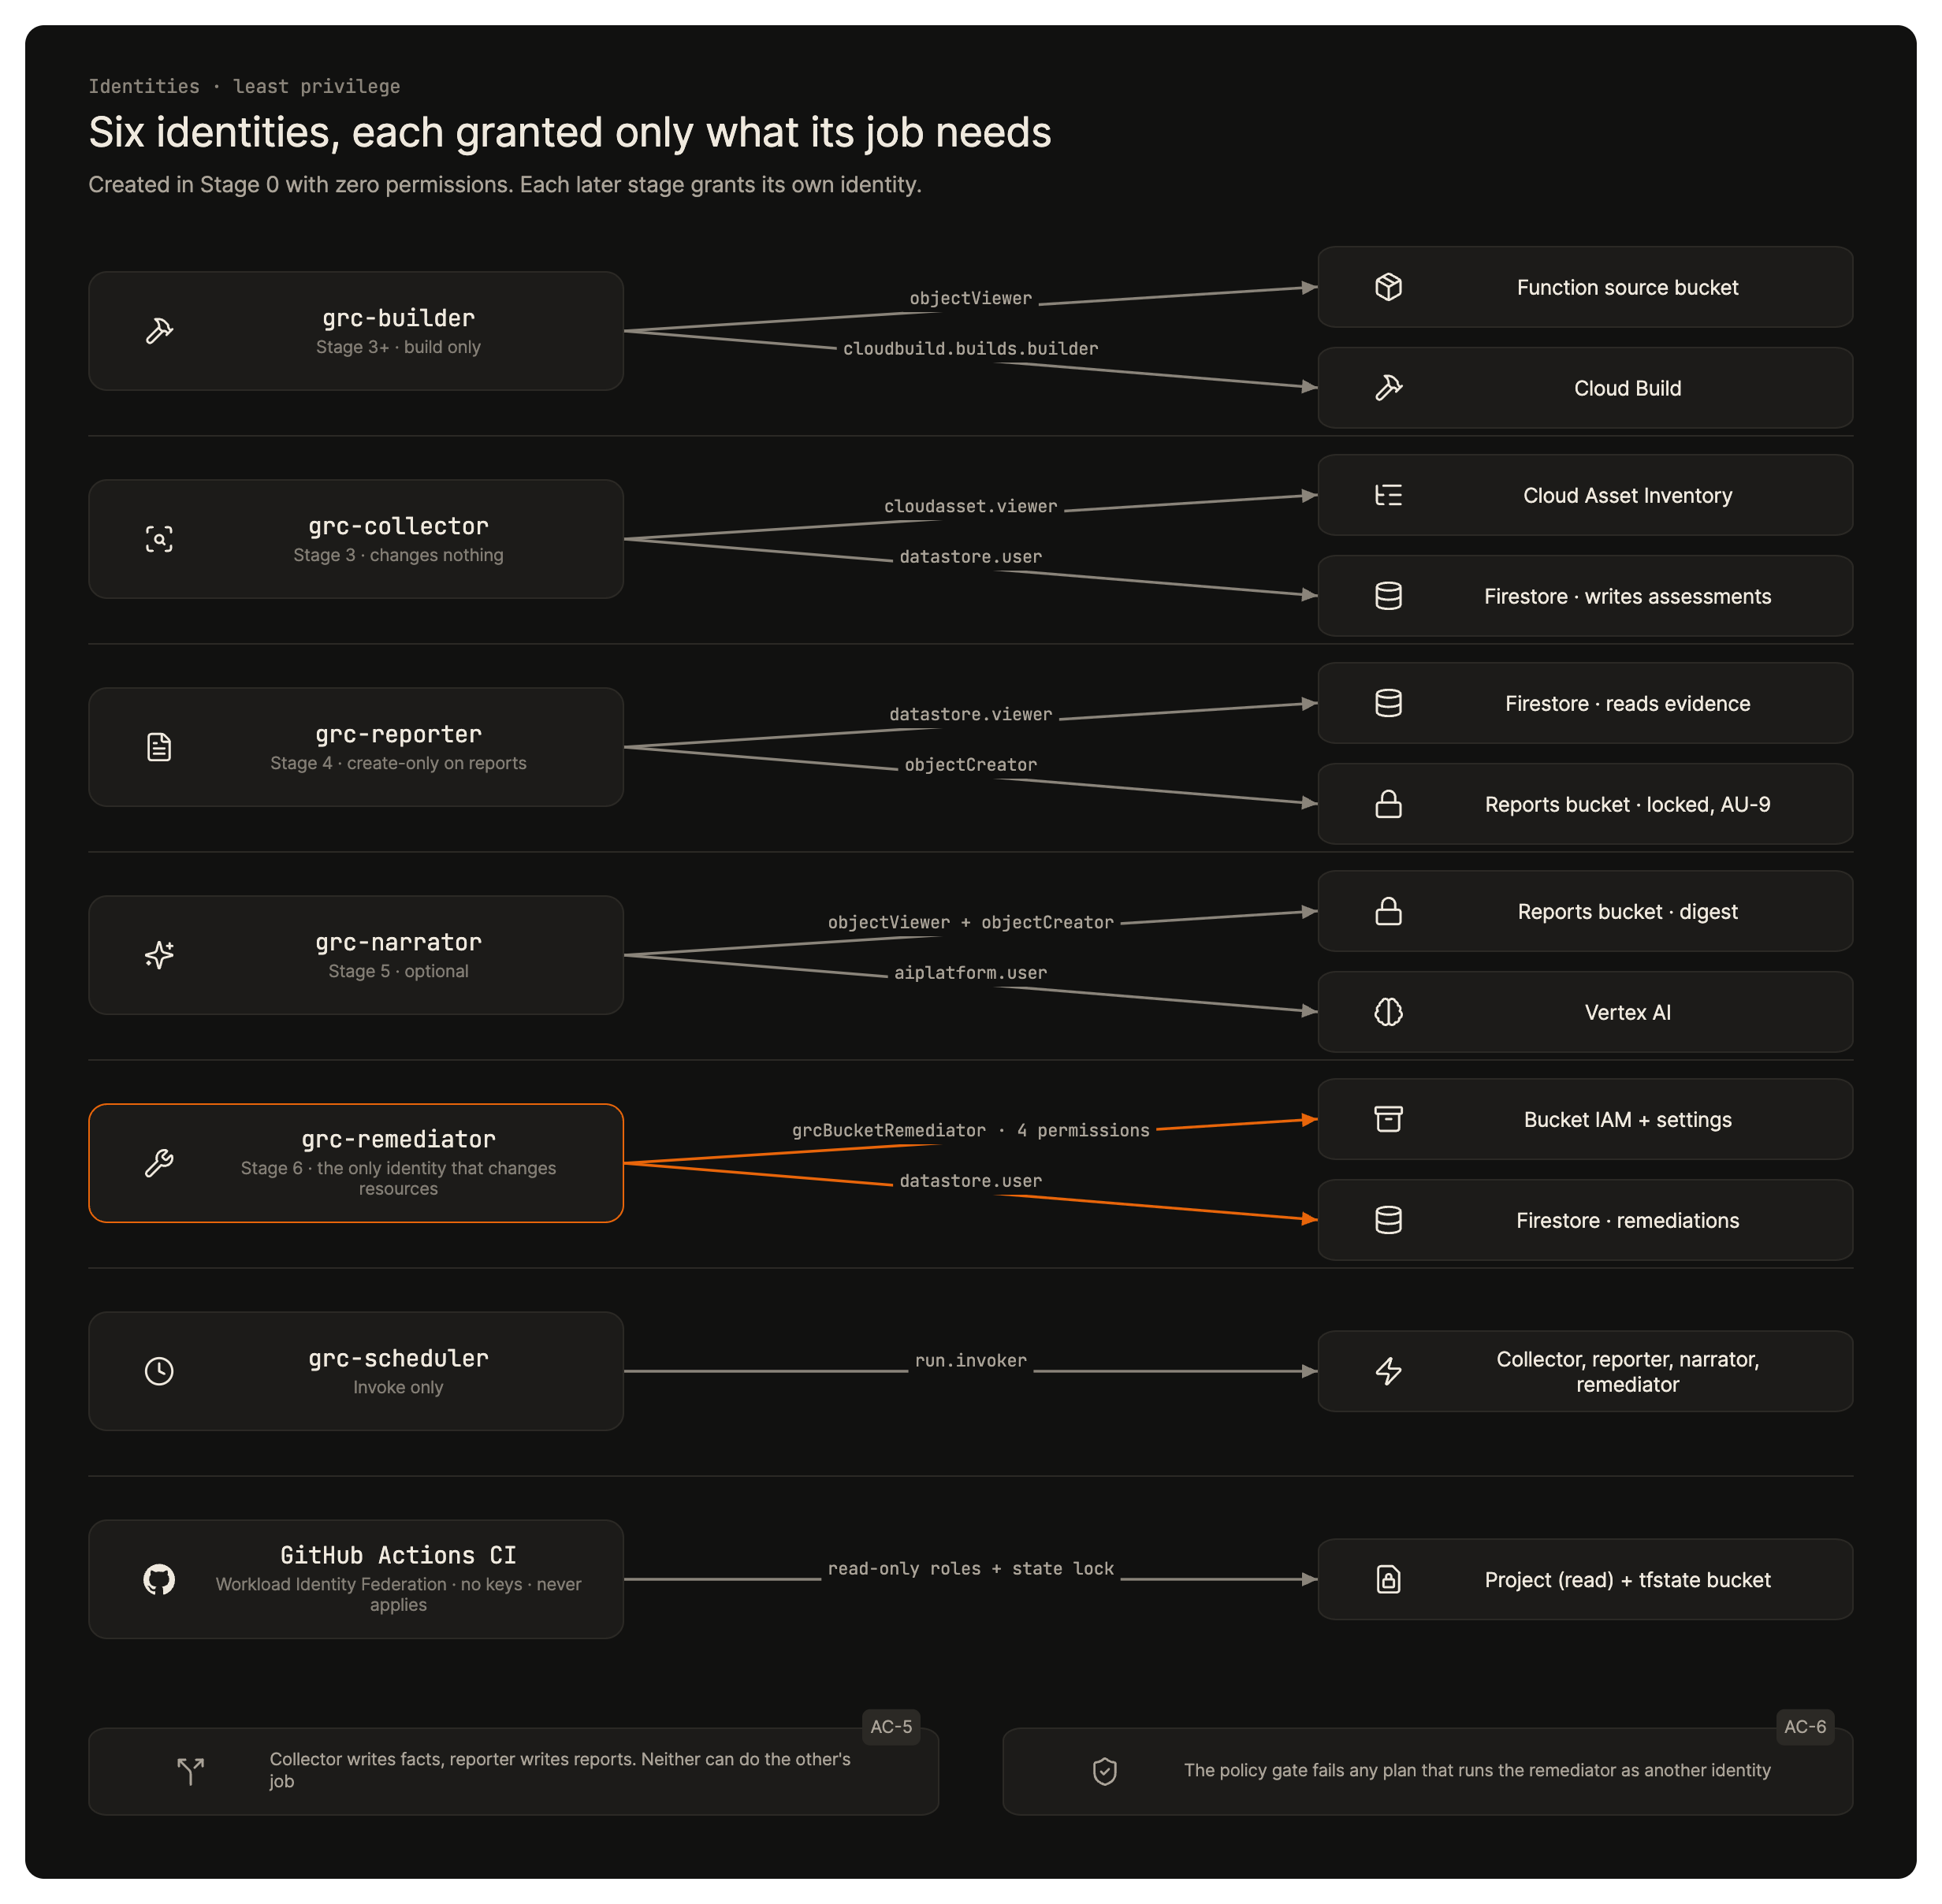 Identities · least privilege
Six identities, each granted only what its job needs
Created in Stage 0 with zero permissions. Each later stage grants its own identity.
grc-builder
Stage 3+ · build only
objectViewer
cloudbuild.builds.builder
Function source bucket
Cloud Build
grc-collector
Stage 3 · changes nothing
cloudasset.viewer
datastore.user
Cloud Asset Inventory
Firestore · writes assessments
grc-reporter
Stage 4 · create-only on reports
datastore.viewer
objectCreator
Firestore · reads evidence
Reports bucket · locked, AU-9
grc-narrator
Stage 5 · optional
objectViewer + objectCreator
aiplatform.user
Reports bucket · digest
Vertex AI
grc-remediator
Stage 6 · the only identity that changes
resources
grcBucketRemediator · 4 permissions
datastore.user
Bucket IAM + settings
Firestore · remediations
grc-scheduler
Invoke only
run.invoker
Collector, reporter, narrator,
remediator
GitHub Actions CI
Workload Identity Federation · no keys · never
applies
read-only roles + state lock
Project (read) + tfstate bucket
AC-5
Collector writes facts, reporter writes reports. Neither can do the other's
job
AC-6
The policy gate fails any plan that runs the remediator as another identity